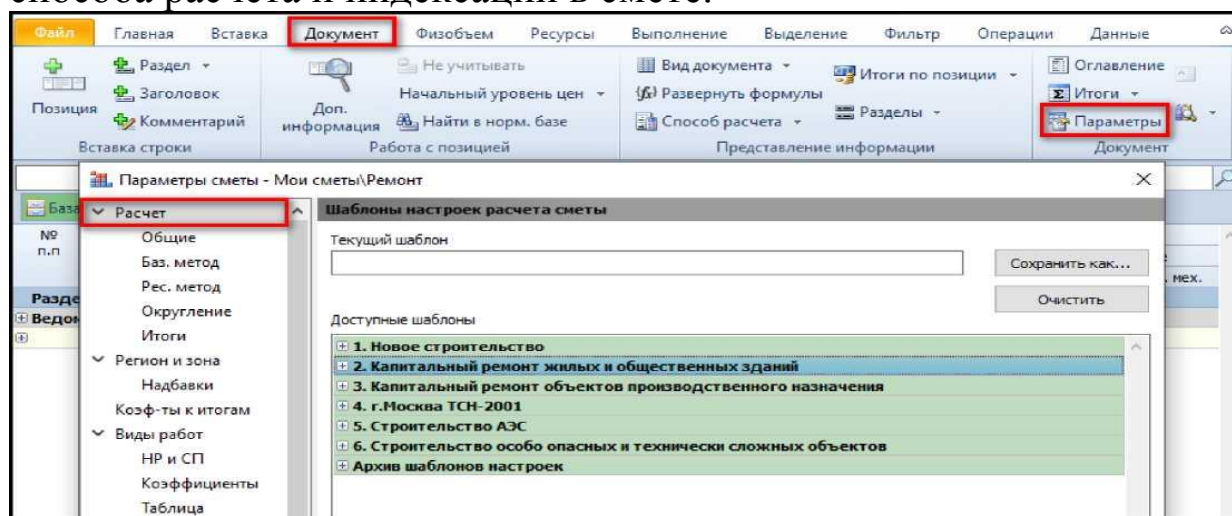 способа расчета и индексации в смете.
Файл Главная Вставка Документ Физобъем Ресурсы Выполнение Выделение Фильтр Операции Данные
Позиция
Раздел
Заголовок
Комментарий
Вставка строки
Доп. информация
Не учитывать
Начальный уровень цен
Найти в норм. базе
Работа с позицией
Вид документа
Развернуть формулы
Способ расчета
Итоги по позиции
Разделы
Представление информации
Оглавление
Итоги
Параметры
Документ
Параметры сметы - Мои сметы\Ремонт
База
№ п.п
Разде
Ведом
Расчет
Общие
Баз. метод
Рес. метод
Округление
Итоги
Регион и зона
Надбавки
Коэф-ты к итогам
Виды работ
НР и СП
Коэффициенты
Таблица
Шаблоны настроек расчета сметы
Текущий шаблон
Сохранить как...
Очистить
Доступные шаблоны
1. Новое строительство
2. Капитальный ремонт жилых и общественных зданий
3. Капитальный ремонт объектов производственного назначения
4. г.Москва ТСН-2001
5. Строительство АЭС
6. Строительство особо опасных и технически сложных объектов
Архив шаблонов настроек
. мех.